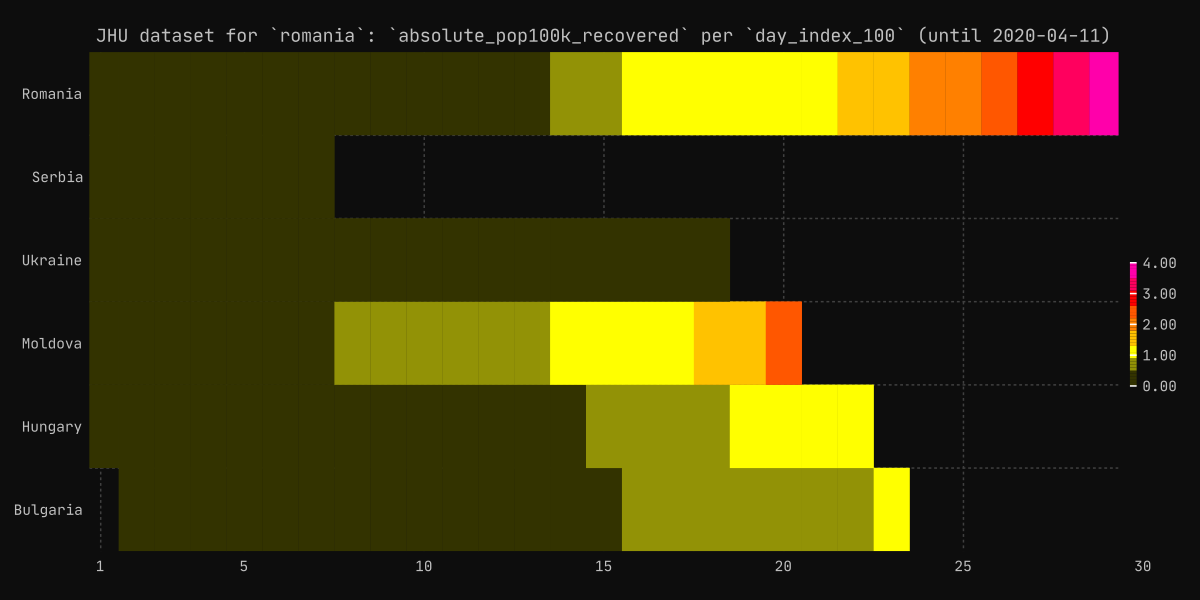 JHU dataset for `romania`: `absolute_pop100k_recovered` per `day_index_100` (until 2020-04-11)
Romania
Serbia
Ukraine
Moldova
Hungary
Bulgaria
4.00
3.00
2.00
1.00
0.00
1 5 10 15 20 25 30